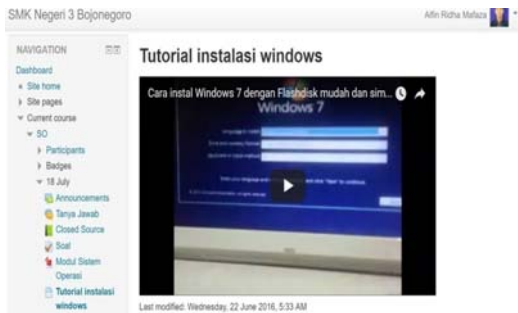 SMK Negeri 3 Bojonegoro
Alfin Ridha Mafaza
NAVIGATION
Dashboard
Site home
Site pages
Current course
SO
Participants
Badges
18 July
Announcements
Tanya Jawab
Closed Source
Soal
Modul Sistem
Operasi
Tutorial instalasi
windows
Tutorial instalasi windows
Cara instal Windows 7 dengan Flashdisk mudah dan sim...
Windows 7
Last modified: Wednesday, 22 June 2016, 5:33 AM